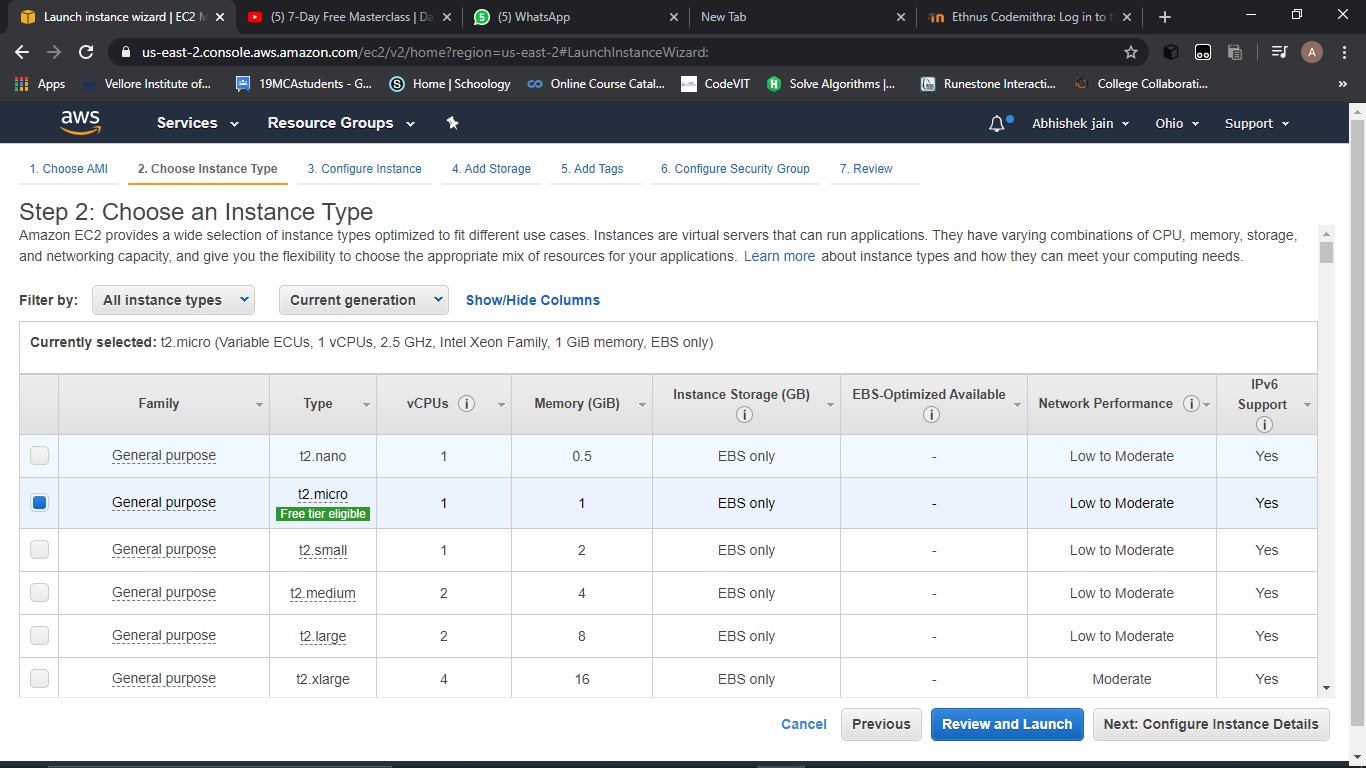 Launch instance wizard | EC2 M
(5) 7-Day Free Masterclass | Da
5
(5) WhatsApp
New Tab
Ethnus Codemithra: Log in to t
us-east-2.console.aws.amazon.com/ec2/v2/home?region=us-east-2#LaunchInstanceWizard:
A
Apps
Vellore Institute of...
19MCAstudents - G...
S
Home | Schoology
Online Course Catal...
CodeVIT
H
Solve Algorithms |...
Runestone Interacti...
College Collaborati...
»
aws
Services
Resource Groups
Abhishek jain
Ohio
Support
1. Choose AMI
2. Choose Instance Type
3. Configure Instance
4. Add Storage
5. Add Tags
6. Configure Security Group
7. Review
Step 2: Choose an Instance Type
Amazon EC2 provides a wide selection of instance types optimized to fit different use cases. Instances are virtual servers that can run applications. They have varying combinations of CPU, memory, storage,
and networking capacity, and give you the flexibility to choose the appropriate mix of resources for your applications. Learn more about instance types and how they can meet your computing needs.
Filter by: All instance types Current generation Show/Hide Columns
Currently selected: t2.micro (Variable ECUs, 1 vCPUs, 2.5 GHz, Intel Xeon Family, 1 GiB memory, EBS only)
Family
Type
vCPUs i
Memory (GiB)
Instance Storage (GB)
i
EBS-Optimized Available
i
Network Performance i
IPv6
Support
i
General purpose t2.nano 1 0.5 EBS only - Low to Moderate Yes
General purpose t2.micro 1 1 EBS only - Low to Moderate Yes
Free tier eligible
General purpose t2.small 1 2 EBS only - Low to Moderate Yes
General purpose t2.medium 2 4 EBS only - Low to Moderate Yes
General purpose t2.large 2 8 EBS only - Low to Moderate Yes
General purpose t2.xlarge 4 16 EBS only - Moderate Yes
Cancel
Previous
Review and Launch
Next: Configure Instance Details